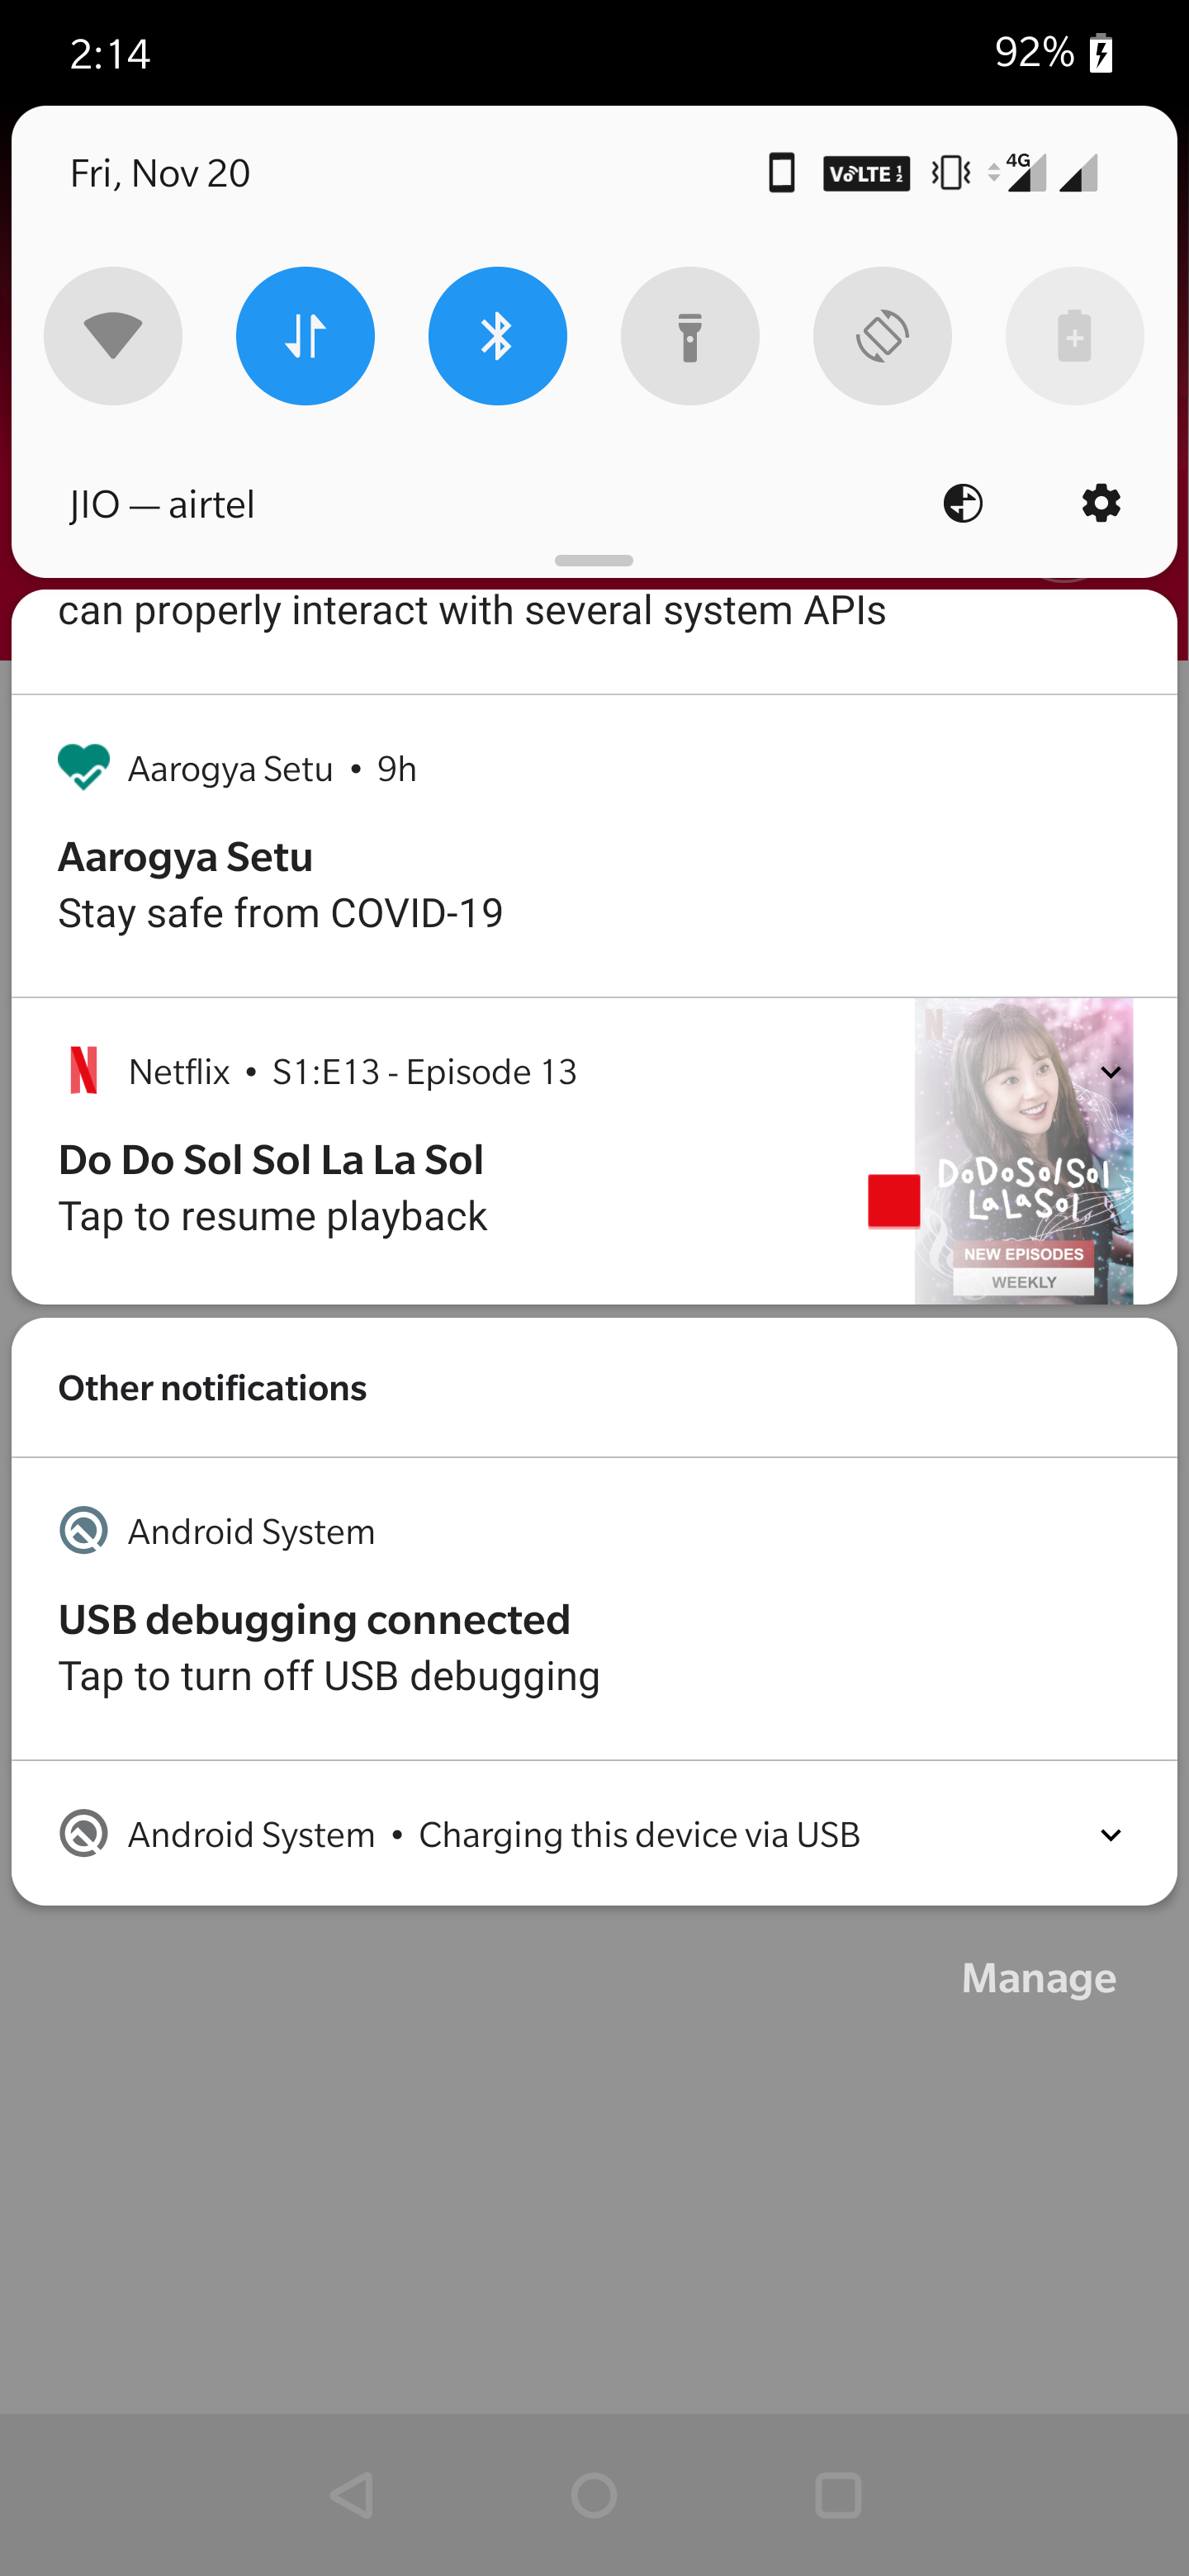 2:14
92%
Fri, Nov 20
VoLTE 1 2
4G
JIO — airtel
can properly interact with several system APIs
Aarogya Setu • 9h
Aarogya Setu
Stay safe from COVID-19
Netflix • S1:E13 - Episode 13
Do Do Sol Sol La La Sol
Tap to resume playback
N
DoDoSolSol
LaLaSol
NEW EPISODES
WEEKLY
Other notifications
Android System
USB debugging connected
Tap to turn off USB debugging
Android System • Charging this device via USB
Manage